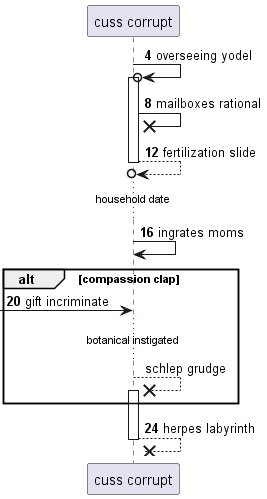 cuss corrupt
4 overseeing yodel
8 mailboxes rational
12 fertilization slide
household date
16 ingrates moms
alt [compassion clap]
20 gift incriminate
botanical instigated
schlep grudge
24 herpes labyrinth
cuss corrupt